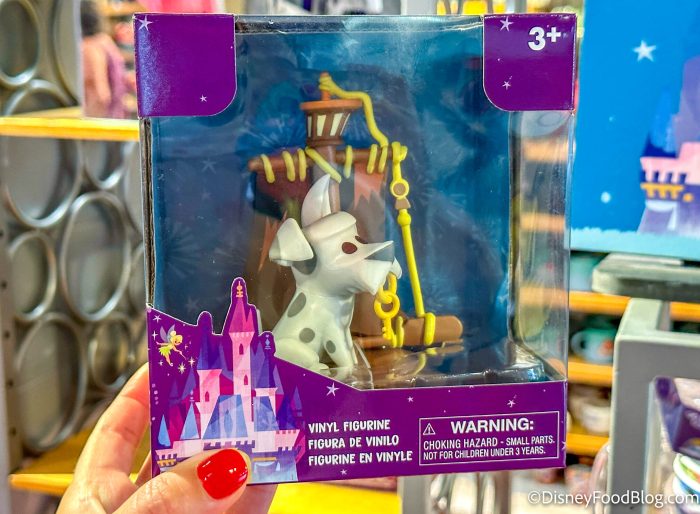 3+
VINYL FIGURINE
FIGURA DE VINILO
FIGURINE EN VINYLE
WARNING:
CHOKING HAZARD - SMALL PARTS.
NOT FOR CHILDREN UNDER 3 YEARS.
©DisneyFoodBlog.com